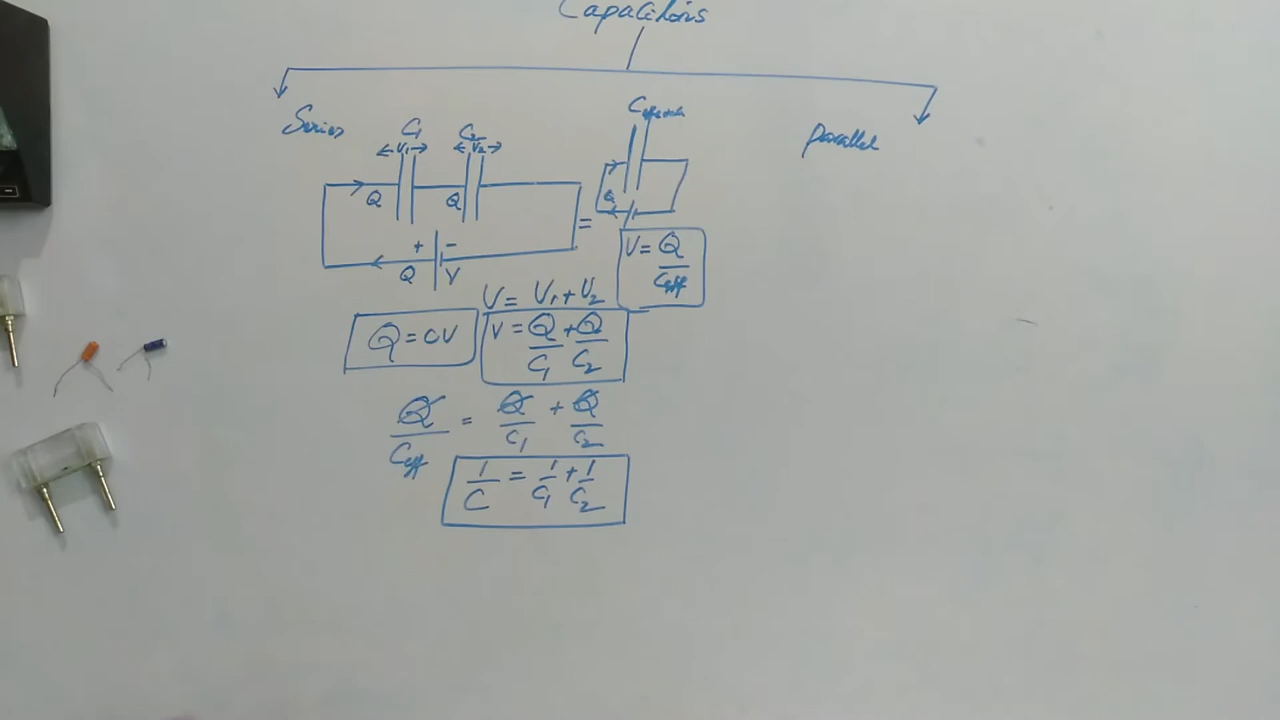 Capacitors
Series
Parallel
C₁ C₂
V₁ V₂
Q Q
+ -
Q V
=
Q
V = Q/Ceff
V = V₁ + V₂
Q = CV
V = Q/C₁ + Q/C₂
Q/Ceff = Q/C₁ + Q/C₂
1/C = 1/C₁ + 1/C₂